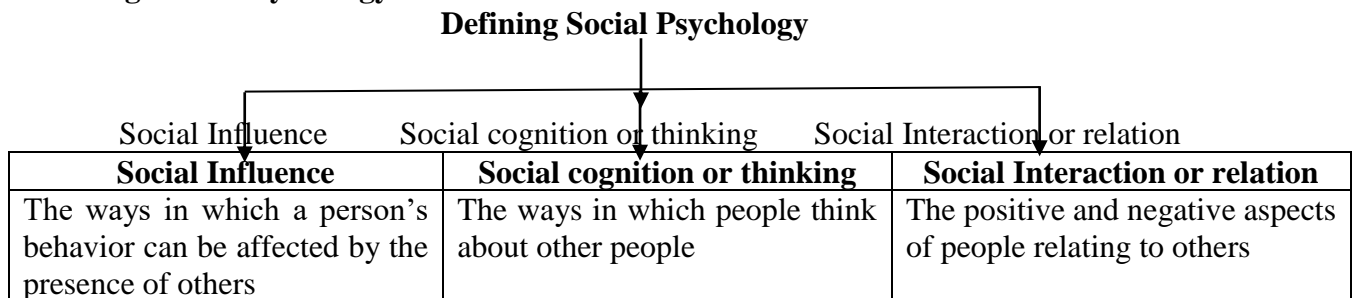 Defining Social Psychology
Social Influence Social cognition or thinking Social Interaction or relation
Social Influence
The ways in which a person's
behavior can be affected by the
presence of others
Social cognition or thinking
The ways in which people think
about other people
Social Interaction or relation
The positive and negative aspects
of people relating to others